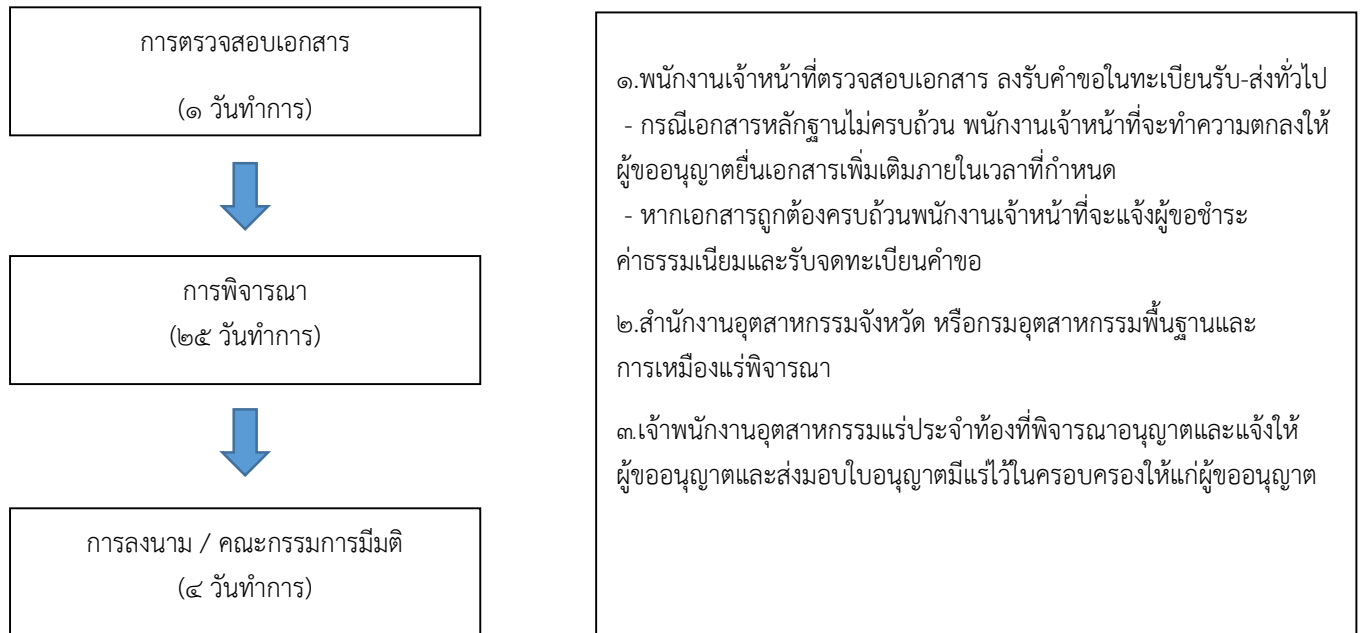 การตรวจสอบเอกสาร
(๑ วันทำการ)
การพิจารณา
(๒๕ วันทำการ)
การลงนาม / คณะกรรมการมีมติ
(๔ วันทำการ)
๑.พนักงานเจ้าหน้าที่ตรวจสอบเอกสาร ลงรับคำขอในทะเบียนรับ-ส่งทั่วไป
- กรณีเอกสารหลักฐานไม่ครบถ้วน พนักงานเจ้าหน้าที่จะทำความตกลงให้
ผู้ขออนุญาตยื่นเอกสารเพิ่มเติมภายในเวลาที่กำหนด
- หากเอกสารถูกต้องครบถ้วนพนักงานเจ้าหน้าที่จะแจ้งผู้ขอชำระ
ค่าธรรมเนียมและรับจดทะเบียนคำขอ
๒.สำนักงานอุตสาหกรรมจังหวัด หรือกรมอุตสาหกรรมพื้นฐานและ
การเหมืองแร่พิจารณา
๓.เจ้าพนักงานอุตสาหกรรมแร่ประจำท้องที่พิจารณาอนุญาตและแจ้งให้
ผู้ขออนุญาตและส่งมอบใบอนุญาตมีแร่ไว้ในครอบครองให้แก่ผู้ขออนุญาต